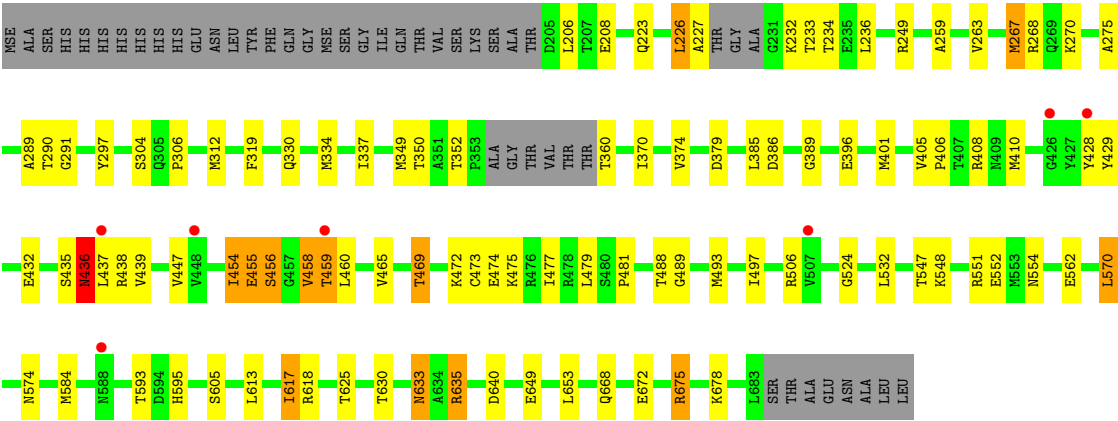 MSE ALA SER HIS HIS HIS HIS HIS HIS GLU ASN LEU TYR PHE GLN GLY MSE SER GLY ILE GLN THR VAL SER LYS SER ALA THR D205 L206 T207 E208 Q223 L226 A227 THR GLY ALA G231 K232 T233 T234 E235 L236 R249 A259 V263 M267 R268 Q269 K270 A275
A289 T290 G291 Y297 S304 Q305 P306 M312 F319 Q330 M334 I337 M349 T350 A351 T352 P353 ALA GLY THR VAL THR THR T360 I370 V374 D379 L385 D386 G389 E396 M401 V405 P406 T407 R408 N409 M410 G426 Y427 Y428 Y429
E432 S435 N436 L437 R438 V439 V447 V448 I454 E455 S456 G457 V458 T459 L460 V465 T469 K472 C473 E474 K475 R476 I477 R478 L479 S480 P481 T488 G489 M493 I497 R506 V507 G524 L532 T547 K548 R551 E552 M553 N554 E562 L570
N574 M584 N588 T593 D594 H595 S605 L613 I617 R618 T625 T630 N633 A634 R635 D640 E649 L653 Q668 E672 R675 K678 L683 SER THR ALA GLU ASN ALA LEU LEU